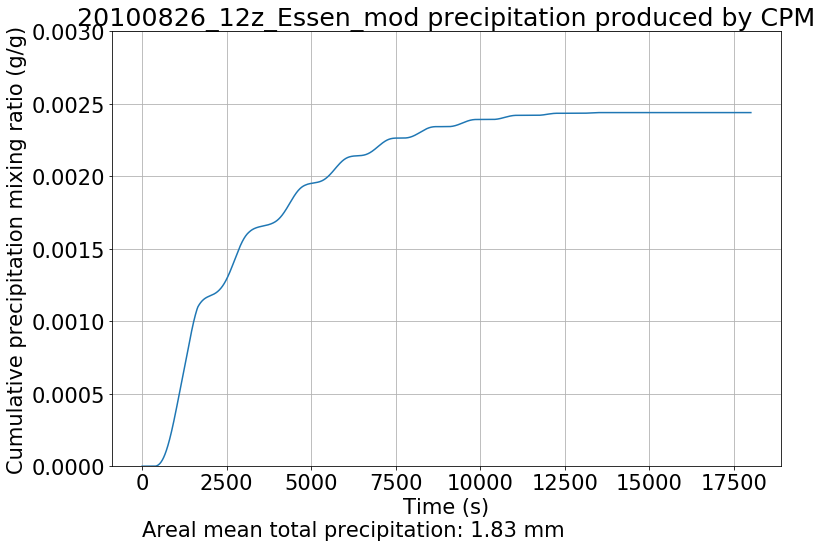 20100826_12z_Essen_mod precipitation produced by CPM
Cumulative precipitation mixing ratio (g/g)
0.0030
0.0025
0.0020
0.0015
0.0010
0.0005
0.0000
0 2500 5000 7500 10000 12500 15000 17500
Time (s)
Areal mean total precipitation: 1.83 mm